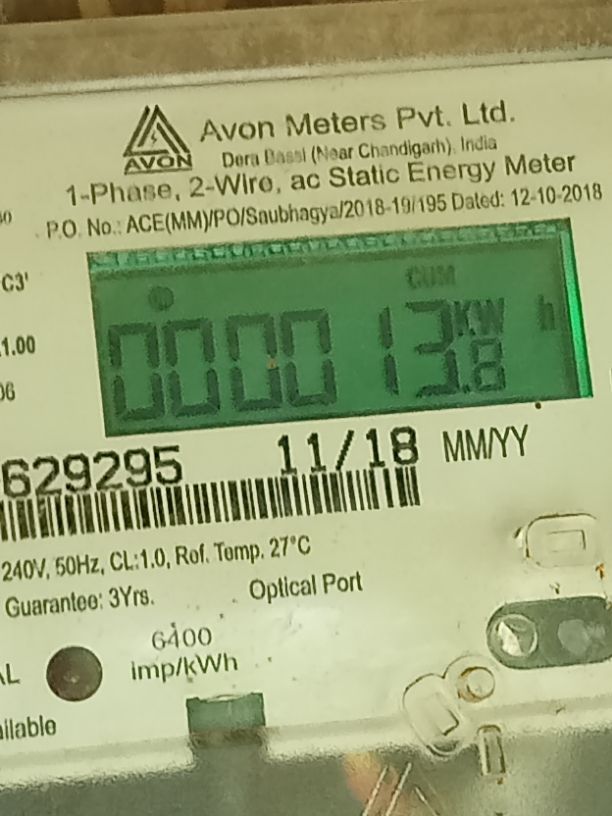 Avon Meters Pvt. Ltd.
AVON
Dera Bassi (Near Chandigarh), India
1-Phase, 2-Wire, ac Static Energy Meter
P.O. No.: ACE(MM)/PO/Saubhagya/2018-19/195 Dated: 12-10-2018
C3'
CUM
1.00
000013.8 KW h
06
629295 11/18 MM/YY
240V, 50Hz, CL:1.0, Ref. Temp. 27°C
Guarantee: 3Yrs. Optical Port
6400
imp/kWh